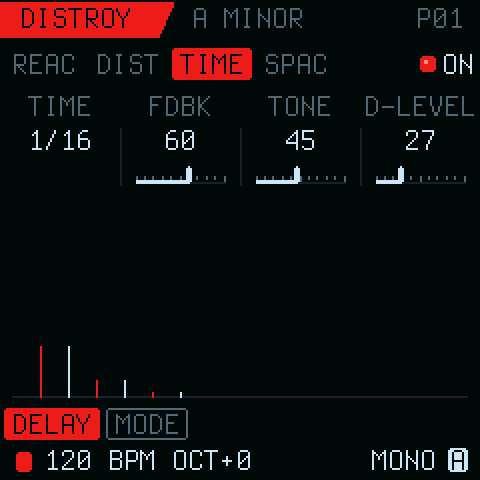 DISTROY A MINOR P01
REAC DIST TIME SPAC ON
TIME FDBK TONE D-LEVEL
1/16 60 45 27
DELAY MODE
120 BPM OCT+0 MONO A